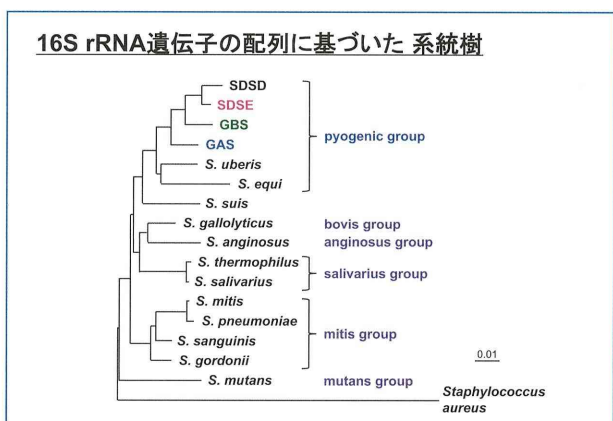 16S rRNA遺伝子の配列に基づいた 系統樹
SDSD
SDSE
GBS
GAS
pyogenic group
S. uberis
S. equi
S. suis
S. gallolyticus
bovis group
S. anginosus
anginosus group
S. thermophilus
S. salivarius
salivarius group
S. mitis
S. pneumoniae
mitis group
S. sanguinis
S. gordonii
0.01
S. mutans
mutans group
Staphylococcus
aureus